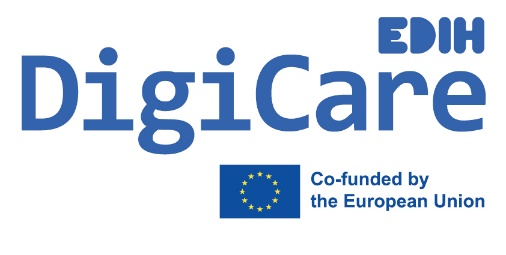 EDIH
DigiCare
Co-funded by
the European Union